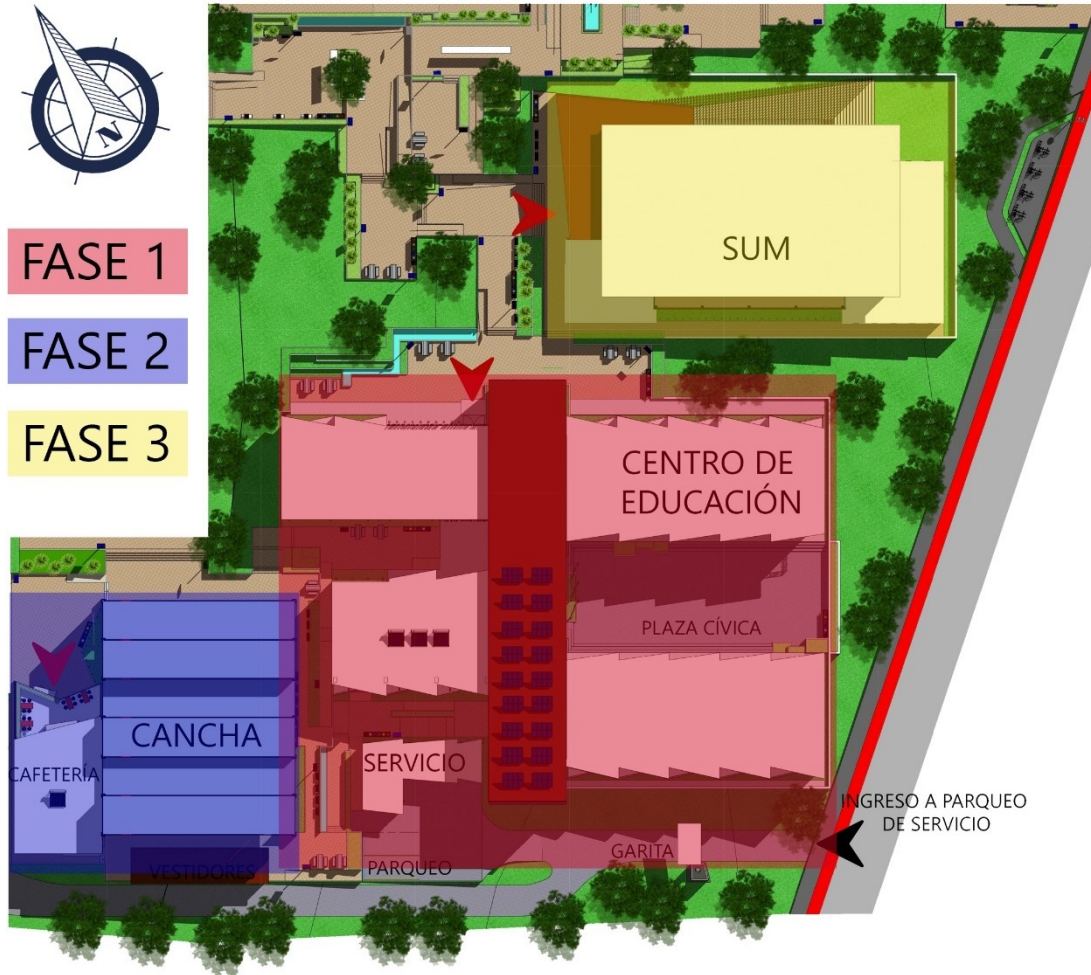 N
FASE 1
FASE 2
FASE 3
SUM
CENTRO DE
EDUCACIÓN
PLAZA CÍVICA
CANCHA
SERVICIO
CAFETERÍA
INGRESO A PARQUEO
DE SERVICIO
GARITA
VESTIDORES
PARQUEO